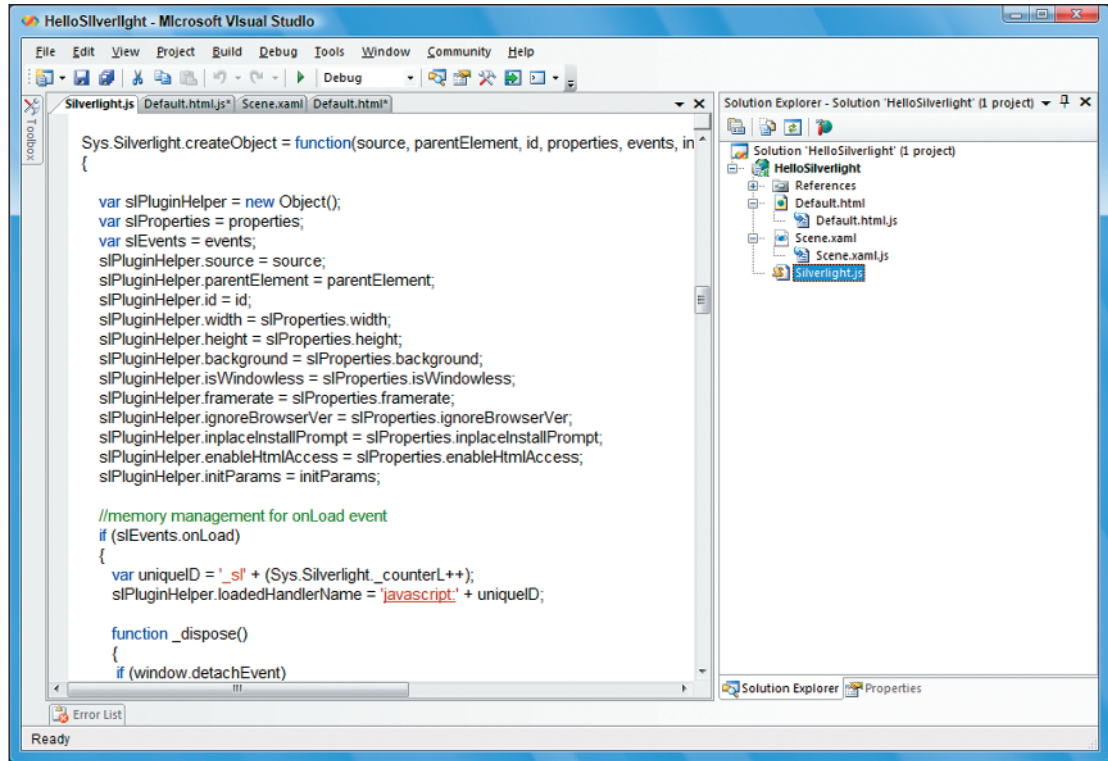 HelloSilverlight - Microsoft Visual Studio
File Edit View Project Build Debug Tools Window Community Help
Debug
Toolbox
Silverlight.js Default.html.js* Scene.xaml Default.html*
Sys.Silverlight.createObject = function(source, parentElement, id, properties, events, in
{
var slPluginHelper = new Object();
var slProperties = properties;
var slEvents = events;
slPluginHelper.source = source;
slPluginHelper.parentElement = parentElement;
slPluginHelper.id = id;
slPluginHelper.width = slProperties.width;
slPluginHelper.height = slProperties.height;
slPluginHelper.background = slProperties.background;
slPluginHelper.isWindowless = slProperties.isWindowless;
slPluginHelper.framerate = slProperties.framerate;
slPluginHelper.ignoreBrowserVer = slProperties.ignoreBrowserVer;
slPluginHelper.inplaceInstallPrompt = slProperties.inplaceInstallPrompt;
slPluginHelper.enableHtmlAccess = slProperties.enableHtmlAccess;
slPluginHelper.initParams = initParams;
//memory management for onLoad event
if (slEvents.onLoad)
{
var uniqueID = '_sl' + (Sys.Silverlight._counterL++);
slPluginHelper.loadedHandlerName = 'javascript:' + uniqueID;
function _dispose()
{
if (window.detachEvent)
Solution Explorer - Solution 'HelloSilverlight' (1 project)
Solution 'HelloSilverlight' (1 project)
HelloSilverlight
References
Default.html
Default.html.js
Scene.xaml
Scene.xaml.js
Silverlight.js
Solution Explorer Properties
Error List
Ready